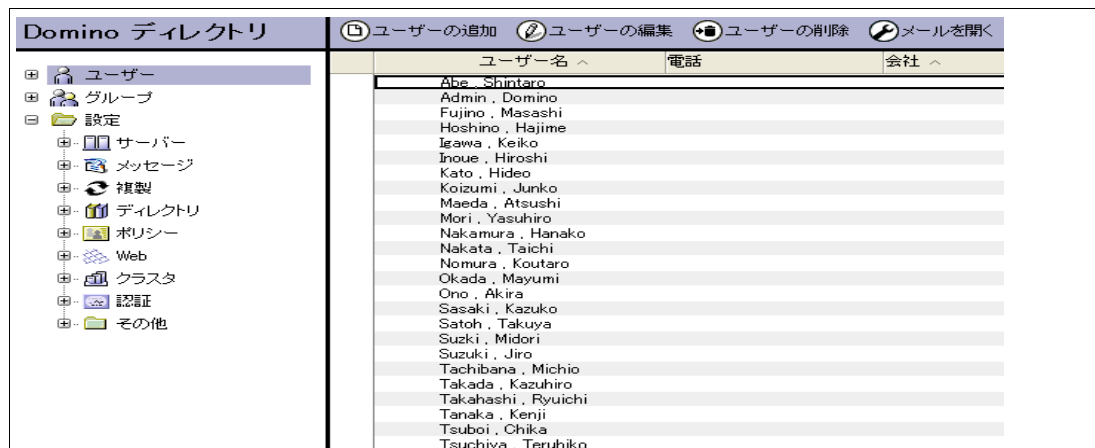 Domino ディレクトリ
ユーザーの追加 ユーザーの編集 ユーザーの削除 メールを開く
ユーザー
グループ
設定
サーバー
メッセージ
複製
ディレクトリ
ポリシー
Web
クラスタ
認証
その他
ユーザー名 電話 会社
Abe , Shintaro
Admin , Domino
Fujino , Masashi
Hoshino , Hajime
Igawa , Keiko
Inoue , Hiroshi
Kato , Hideo
Koizumi , Junko
Maeda , Atsushi
Mori , Yasuhiro
Nakamura , Hanako
Nakata , Taichi
Nomura , Koutaro
Okada , Mayumi
Ono , Akira
Sasaki , Kazuko
Satoh , Takuya
Suzki , Midori
Suzuki , Jiro
Tachibana , Michio
Takada , Kazuhiro
Takahashi , Ryuichi
Tanaka , Kenji
Tsuboi , Chika
Tsuchiya , Teruhiko